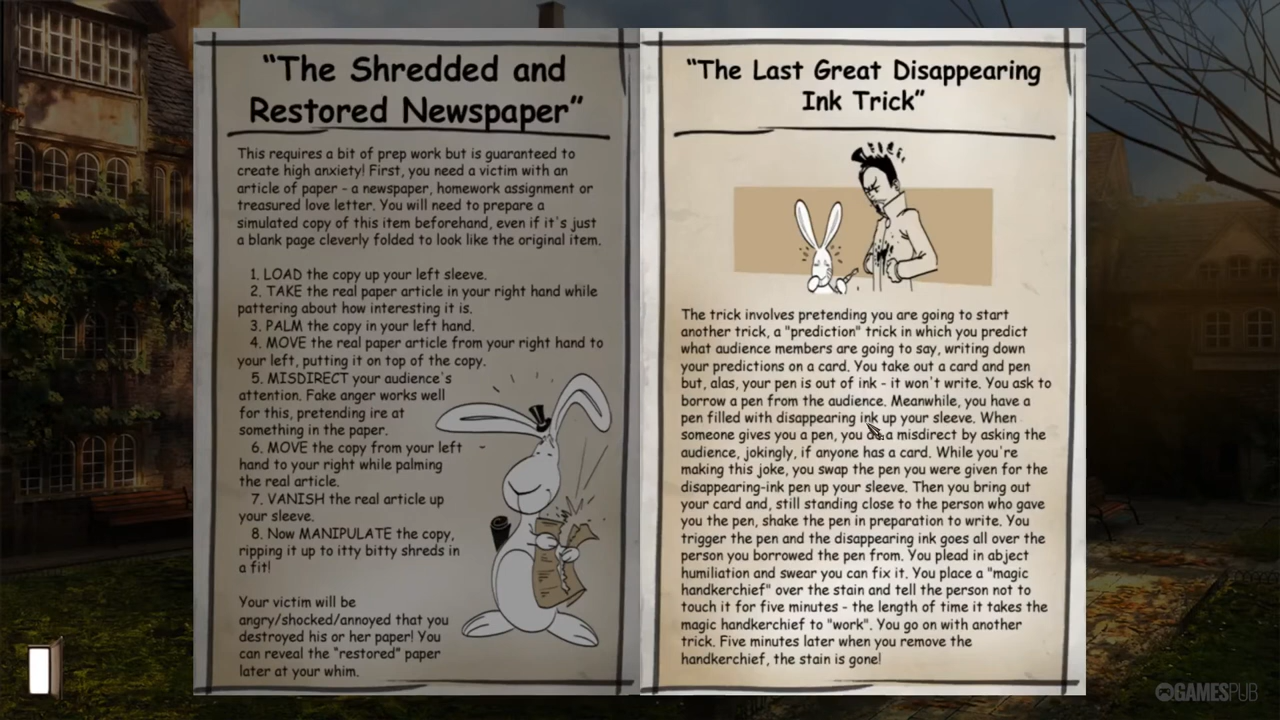 “The Shredded and
Restored Newspaper”
This requires a bit of prep work but is guaranteed to
create high anxiety! First, you need a victim with an
article of paper - a newspaper, homework assignment or
treasured love letter. You will need to prepare a
simulated copy of this item beforehand, even if it's just
a blank page cleverly folded to look like the original item.
1. LOAD the copy up your left sleeve.
2. TAKE the real paper article in your right hand while
pattering about how interesting it is.
3. PALM the copy in your left hand.
4. MOVE the real paper article from your right hand to
your left, putting it on top of the copy.
5. MISDIRECT your audience's
attention. Fake anger works well
for this, pretending ire at
something in the paper.
6. MOVE the copy from your left
hand to your right while palming
the real article.
7. VANISH the real article up
your sleeve.
8. Now MANIPULATE the copy,
ripping it up to itty bitty shreds in
a fit!
Your victim will be
angry/shocked/annoyed that you
destroyed his or her paper! You
can reveal the “restored” paper
later at your whim.
“The Last Great Disappearing
Ink Trick”
The trick involves pretending you are going to start
another trick, a "prediction" trick in which you predict
what audience members are going to say, writing down
your predictions on a card. You take out a card and pen
but, alas, your pen is out of ink - it won't write. You ask to
borrow a pen from the audience. Meanwhile, you have a
pen filled with disappearing ink up your sleeve. When
someone gives you a pen, you a misdirect by asking the
audience, jokingly, if anyone has a card. While you're
making this joke, you swap the pen you were given for the
disappearing-ink pen up your sleeve. Then you bring out
your card and, still standing close to the person who gave
you the pen, shake the pen in preparation to write. You
trigger the pen and the disappearing ink goes all over the
person you borrowed the pen from. You plead in abject
humiliation and swear you can fix it. You place a "magic
handkerchief" over the stain and tell the person not to
touch it for five minutes - the length of time it takes the
magic handkerchief to "work". You go on with another
trick. Five minutes later when you remove the
handkerchief, the stain is gone!
GAMESPUB